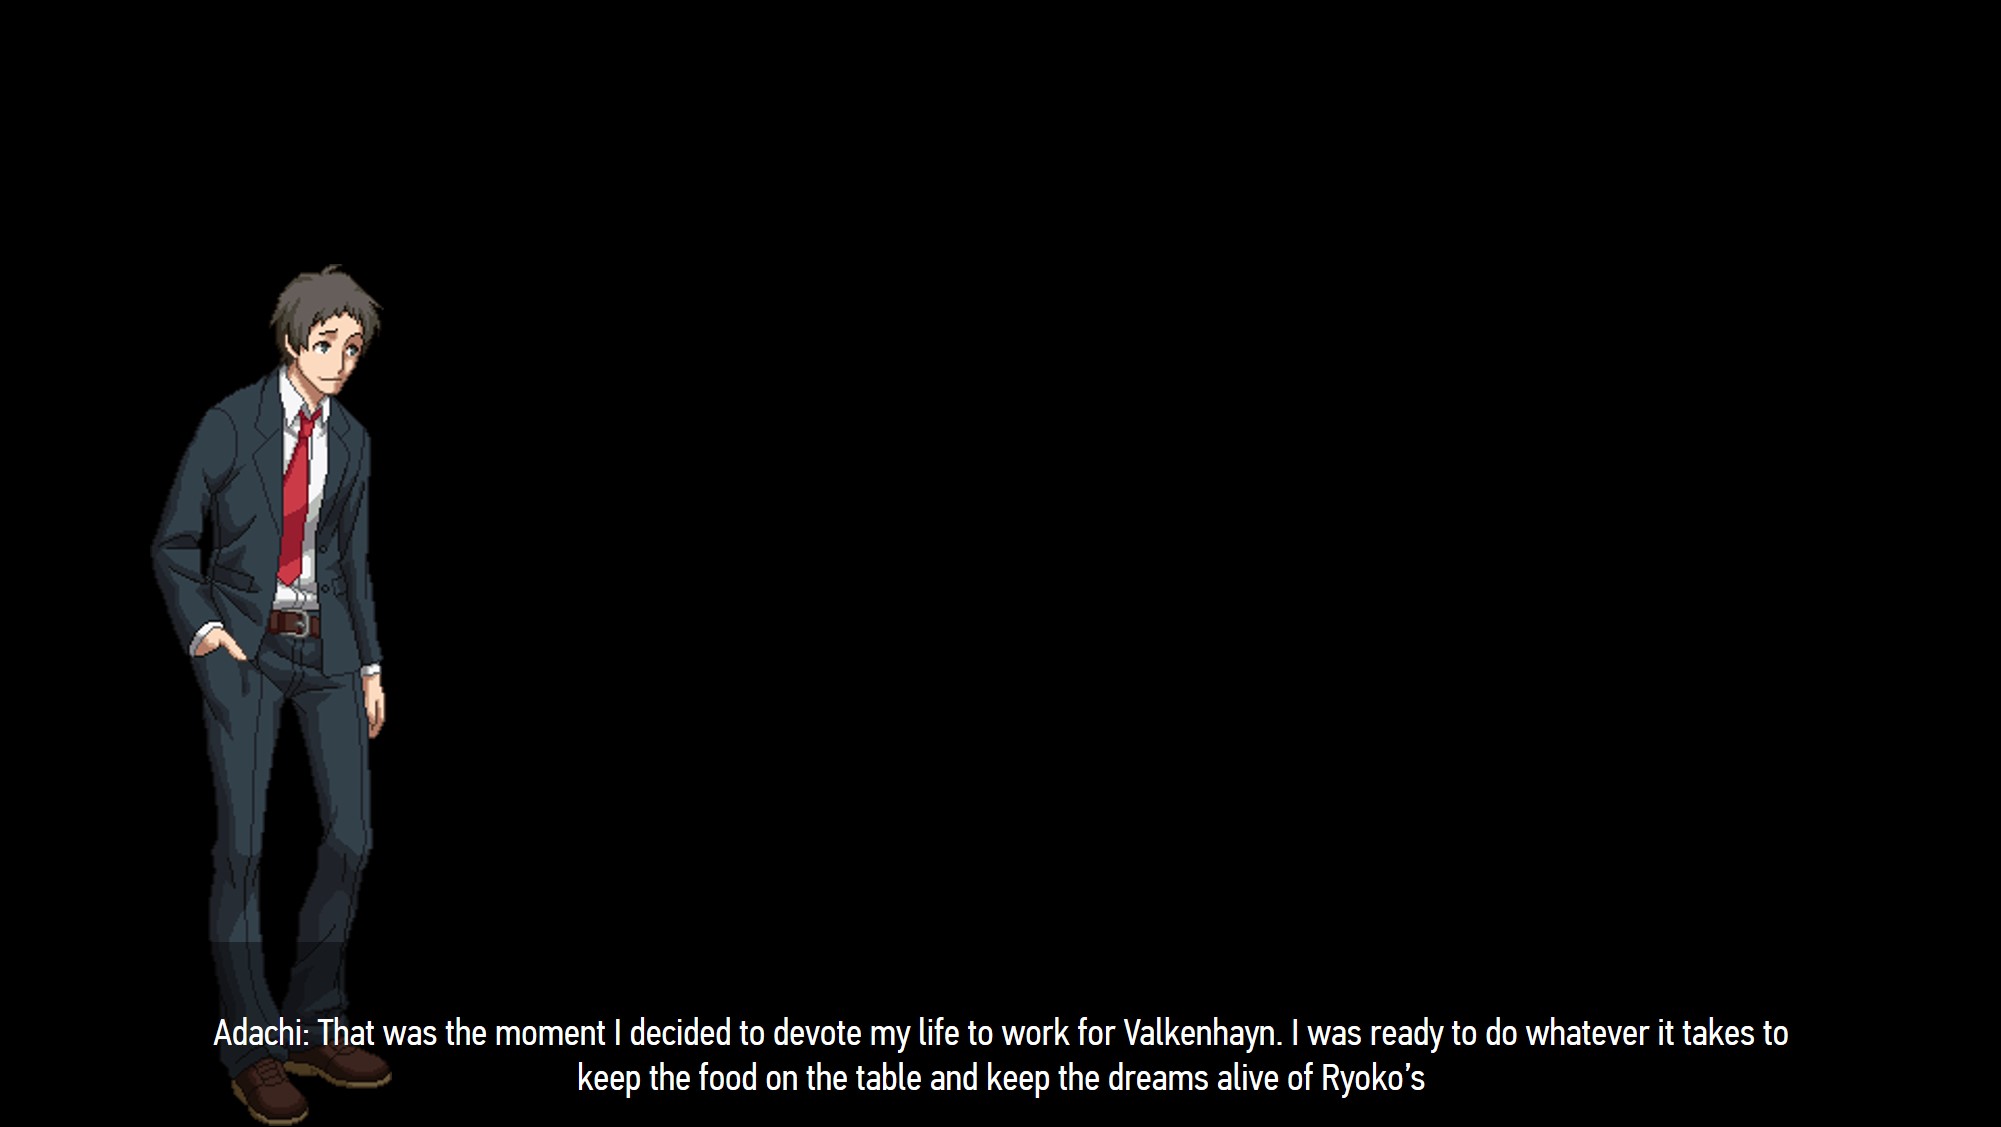 Adachi: That was the moment I decided to devote my life to work for Valkenhayn. I was ready to do whatever it takes to
keep the food on the table and keep the dreams alive of Ryoko’s